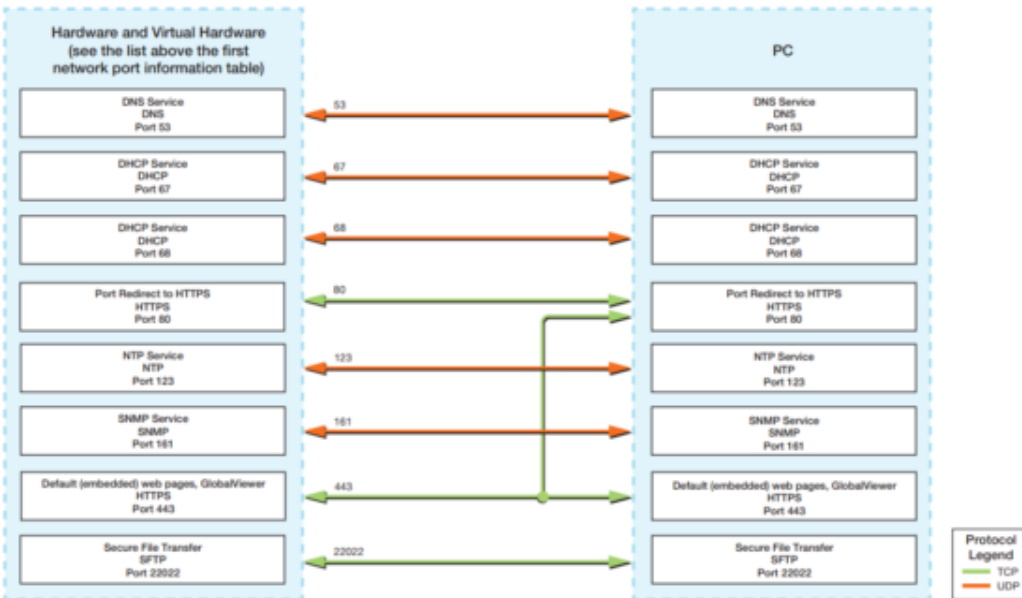 Hardware and Virtual Hardware
(see the list above the first
network port information table)
PC
DNS Service
DNS
Port 53
53
DNS Service
DNS
Port 53
DHCP Service
DHCP
Port 67
67
DHCP Service
DHCP
Port 67
DHCP Service
DHCP
Port 68
68
DHCP Service
DHCP
Port 68
Port Redirect to HTTPS
HTTPS
Port 80
80
Port Redirect to HTTPS
HTTPS
Port 80
NTP Service
NTP
Port 123
123
NTP Service
NTP
Port 123
SNMP Service
SNMP
Port 161
161
SNMP Service
SNMP
Port 161
Default (embedded) web pages, GlobalViewer
HTTPS
Port 443
443
Default (embedded) web pages, GlobalViewer
HTTPS
Port 443
Secure File Transfer
SFTP
Port 22022
22022
Secure File Transfer
SFTP
Port 22022
Protocol
Legend
TCP
UDP